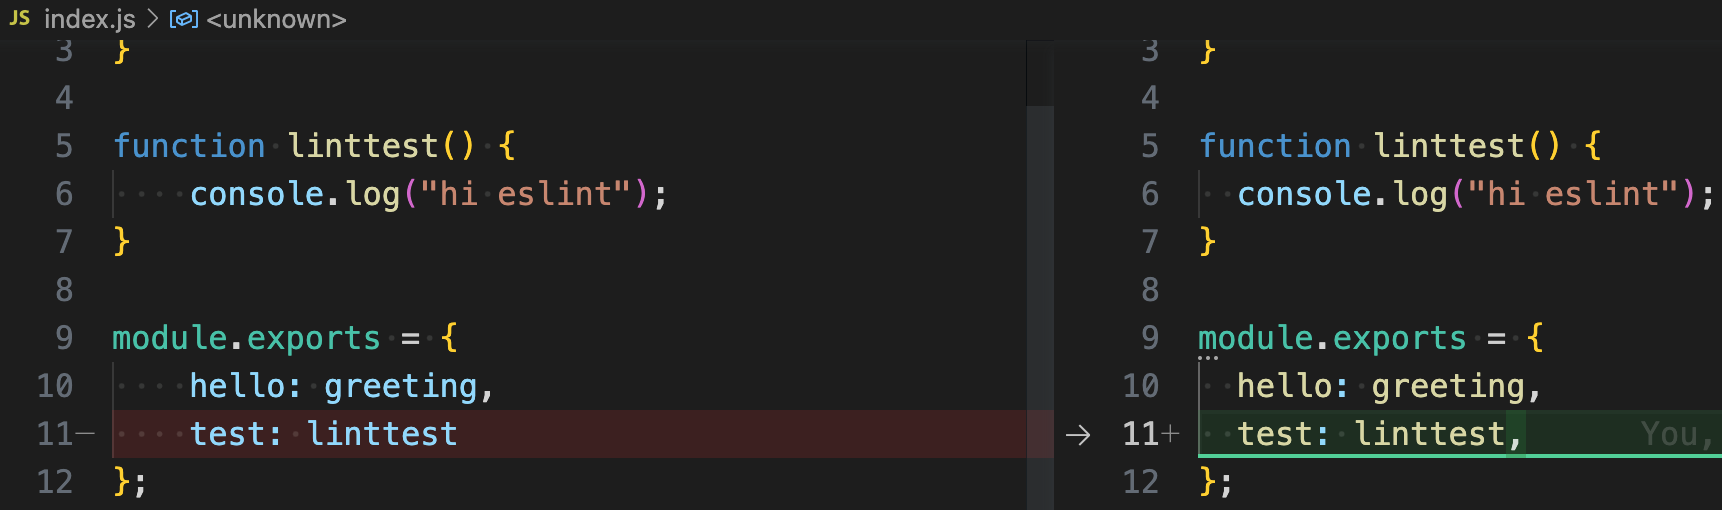 JS index.js > <unknown>
3 }
4
5 function linttest() {
6     console.log("hi eslint");
7 }
8
9 module.exports = {
10     hello: greeting,
11—     test: linttest
12 };
3 }
4
5 function linttest() {
6   console.log("hi eslint");
7 }
8
9 module.exports = {
10   hello: greeting,
→ 11+   test: linttest, You,
12 };